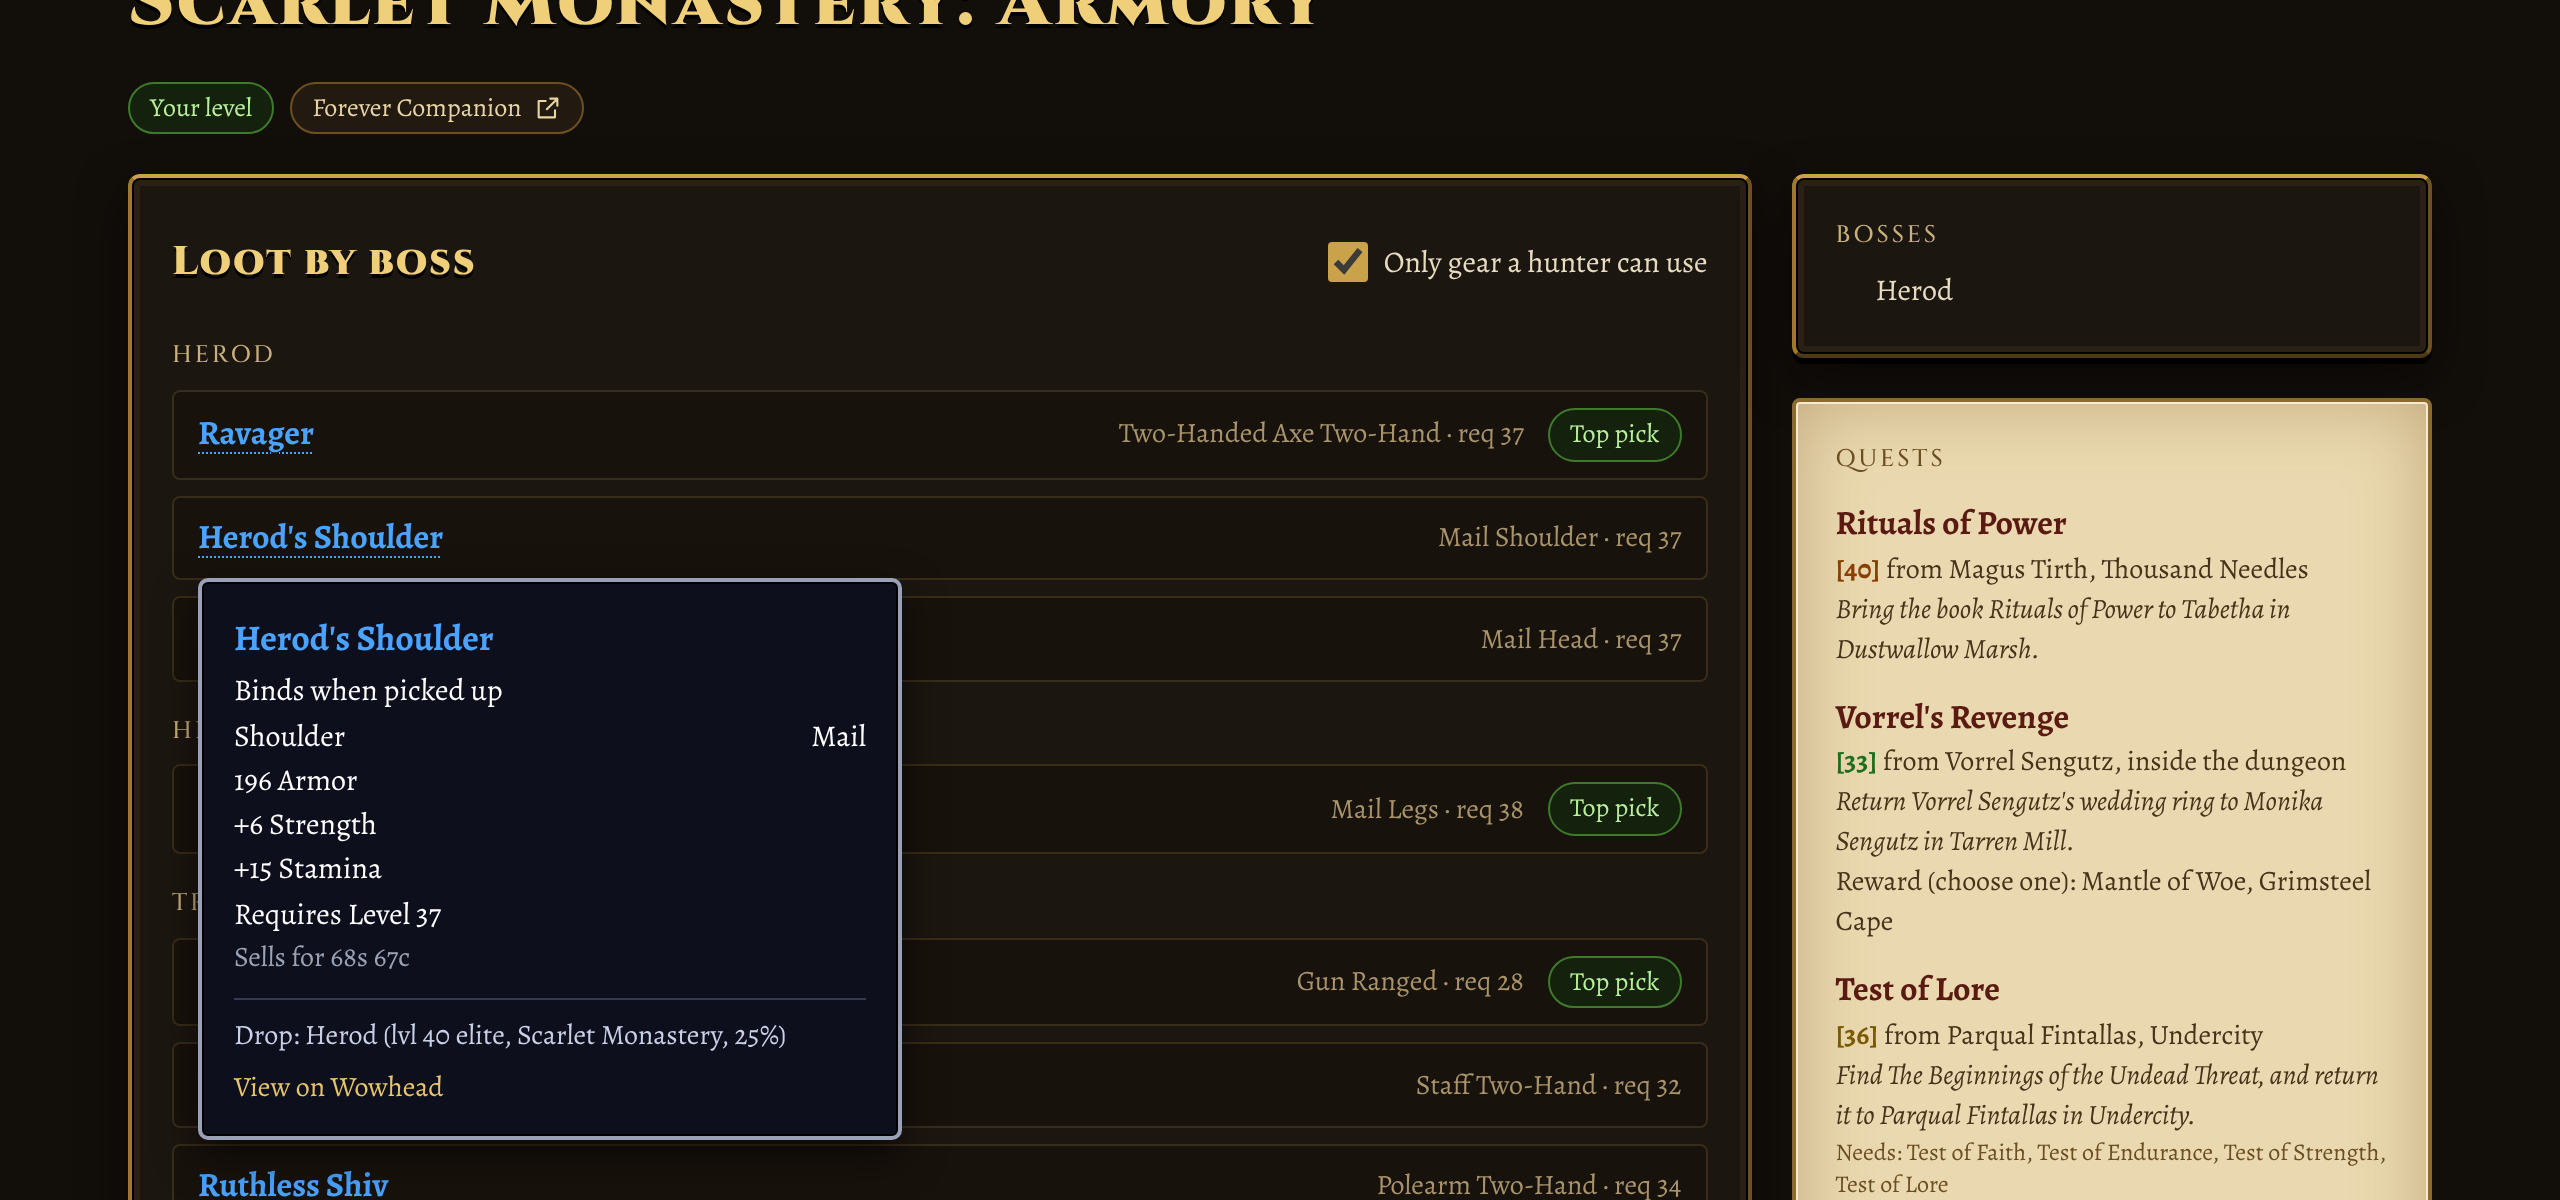 Scarlet Monastery: Armory
Your level
Forever Companion
Loot by boss
Only gear a hunter can use
HEROD
Ravager
Two-Handed Axe Two-Hand · req 37
Top pick
Herod's Shoulder
Mail Shoulder · req 37
Mail Head · req 37
Mail Legs · req 38
Top pick
Gun Ranged · req 28
Top pick
Staff Two-Hand · req 32
Ruthless Shiv
Polearm Two-Hand · req 34
Herod's Shoulder
Binds when picked up
Shoulder
Mail
196 Armor
+6 Strength
+15 Stamina
Requires Level 37
Sells for 68s 67c
Drop: Herod (lvl 40 elite, Scarlet Monastery, 25%)
View on Wowhead
BOSSES
Herod
QUESTS
Rituals of Power
[40] from Magus Tirth, Thousand Needles
Bring the book Rituals of Power to Tabetha in
Dustwallow Marsh.
Vorrel's Revenge
[33] from Vorrel Sengutz, inside the dungeon
Return Vorrel Sengutz's wedding ring to Monika
Sengutz in Tarren Mill.
Reward (choose one): Mantle of Woe, Grimsteel
Cape
Test of Lore
[36] from Parqual Fintallas, Undercity
Find The Beginnings of the Undead Threat, and return
it to Parqual Fintallas in Undercity.
Needs: Test of Faith, Test of Endurance, Test of Strength,
Test of Lore